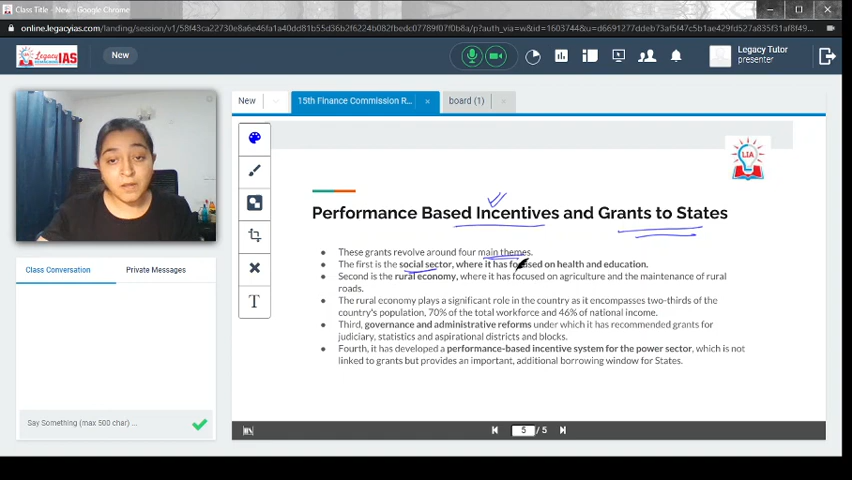 Class Title - New - Google Chrome
online.legacyias.com/landing/session/
Legacy IAS
New
Legacy Tutor
presenter
New
15th Finance Commission R...
board (1)
LIA
Performance Based Incentives and Grants to States
These grants revolve around four main themes.
The first is the social sector, where it has focused on health and education.
Second is the rural economy, where it has focused on agriculture and the maintenance of rural
roads.
The rural economy plays a significant role in the country as it encompasses two-thirds of the
country's population, 70% of the total workforce and 46% of national income.
Third, governance and administrative reforms under which it has recommended grants for
judiciary, statistics and aspirational districts and blocks.
Fourth, it has developed a performance-based incentive system for the power sector, which is not
linked to grants but provides an important, additional borrowing window for States.
T
Class Conversation
Private Messages
Say Something (max 500 char) ...
5 / 5